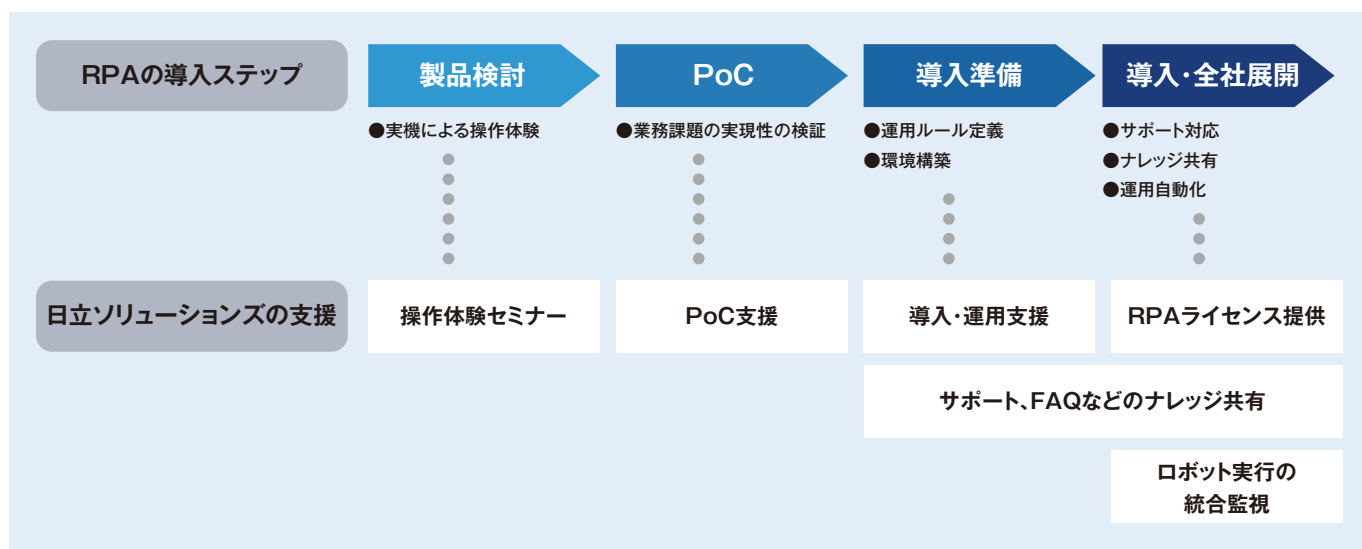 RPAの導入ステップ
製品検討
PoC
導入準備
導入・全社展開
●実機による操作体験
●業務課題の実現性の検証
●運用ルール定義
●環境構築
●サポート対応
●ナレッジ共有
●運用自動化
日立ソリューションズの支援
操作体験セミナー
PoC支援
導入・運用支援
RPAライセンス提供
サポート、FAQなどのナレッジ共有
ロボット実行の
統合監視